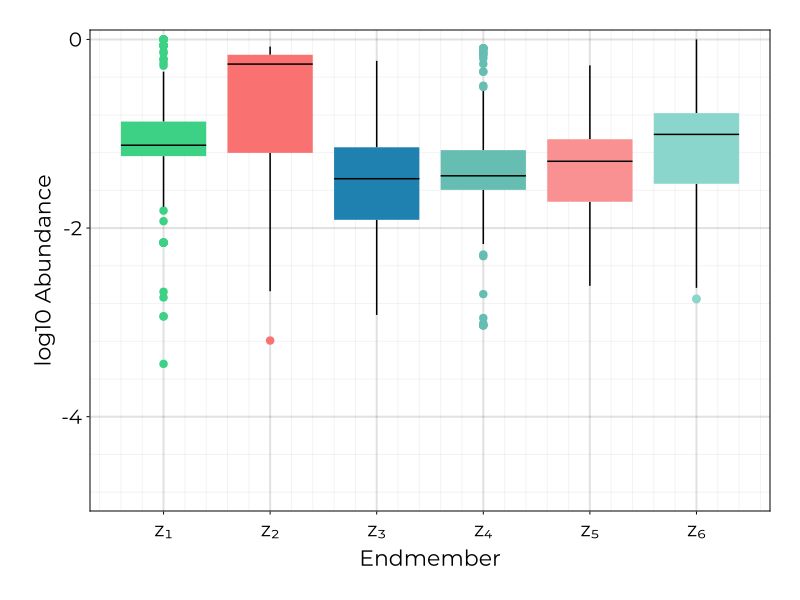 log10 Abundance
0
-2
-4
z₁ z₂ z₃ z₄ z₅ z₆
Endmember